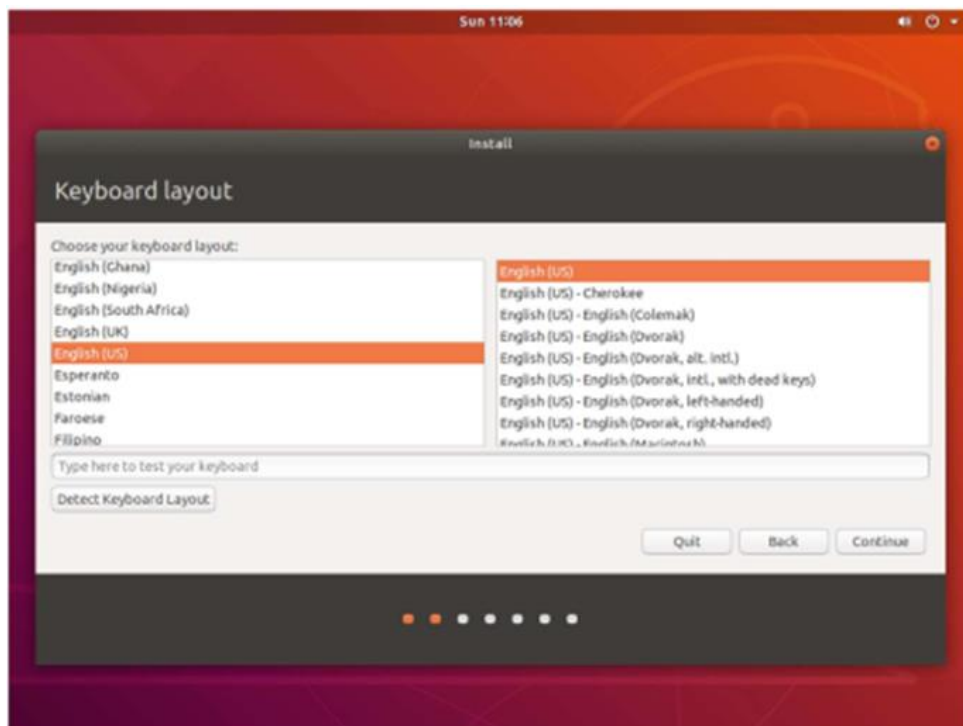 Sun 11:06
Install
Keyboard layout
Choose your keyboard layout:
English (Ghana)
English (Nigeria)
English (South Africa)
English (UK)
English (US)
Esperanto
Estonian
Faroese
Filipino
English (US)
English (US) - Cherokee
English (US) - English (Colemak)
English (US) - English (Dvorak)
English (US) - English (Dvorak, alt. intl.)
English (US) - English (Dvorak, intl., with dead keys)
English (US) - English (Dvorak, left-handed)
English (US) - English (Dvorak, right-handed)
English (US) - English (Macintosh)
Type here to test your keyboard
Detect Keyboard Layout
Quit Back Continue